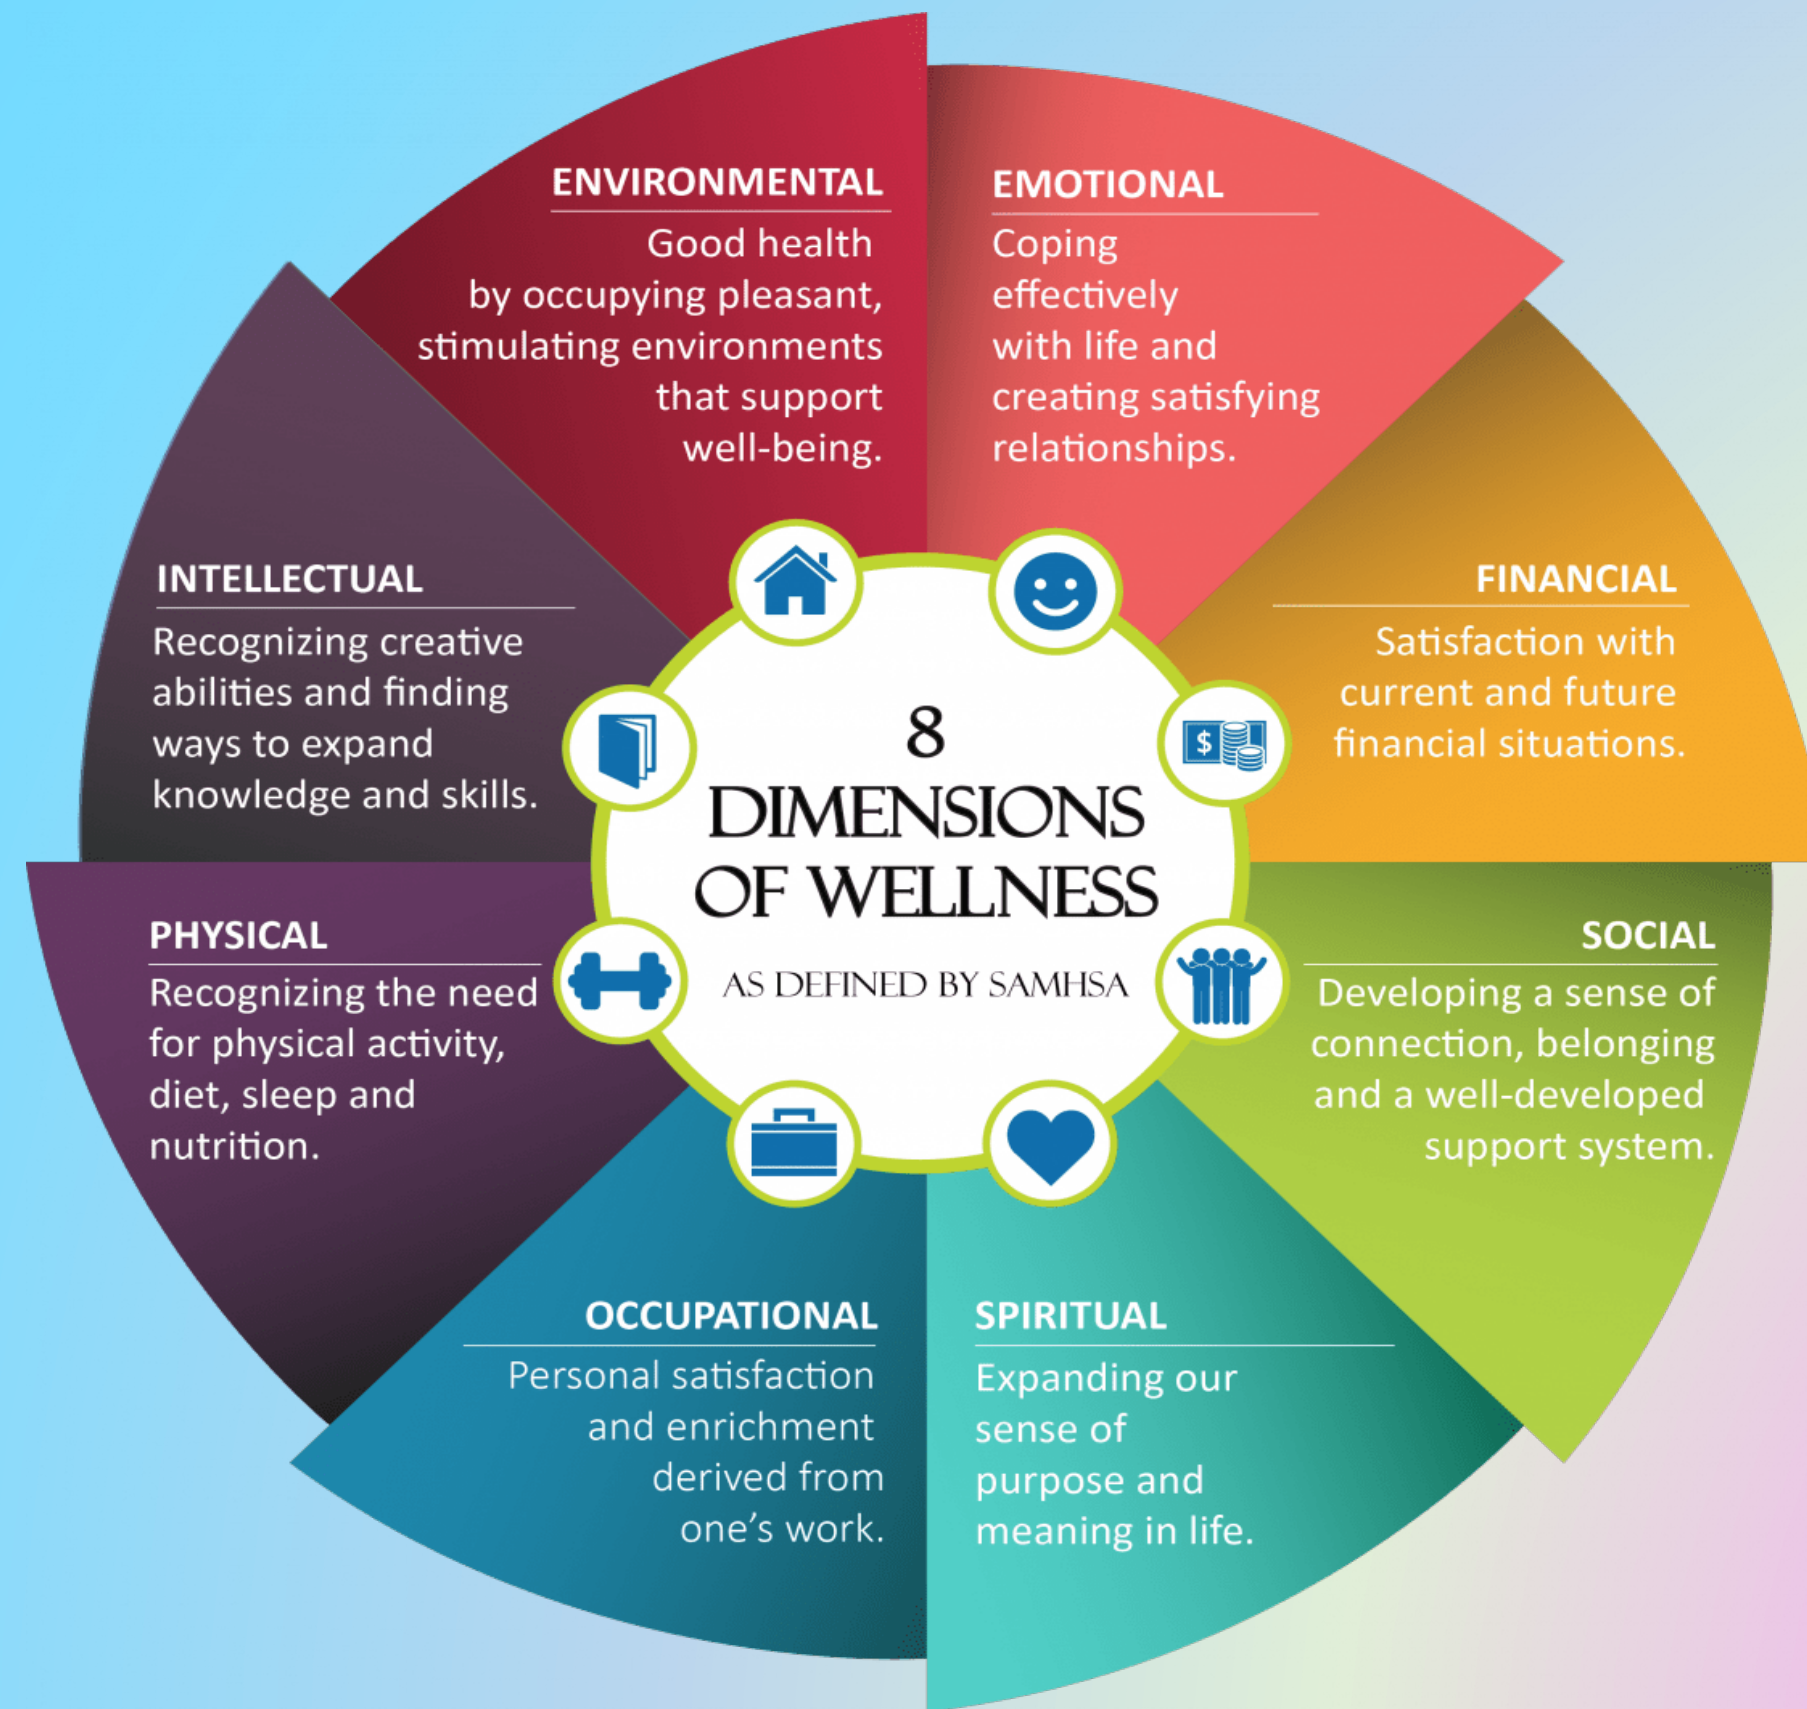 8
DIMENSIONS
OF WELLNESS
AS DEFINED BY SAMHSA
ENVIRONMENTAL
Good health
by occupying pleasant,
stimulating environments
that support
well-being.
EMOTIONAL
Coping
effectively
with life and
creating satisfying
relationships.
FINANCIAL
Satisfaction with
current and future
financial situations.
$
SOCIAL
Developing a sense of
connection, belonging
and a well-developed
support system.
SPIRITUAL
Expanding our
sense of
purpose and
meaning in life.
OCCUPATIONAL
Personal satisfaction
and enrichment
derived from
one’s work.
PHYSICAL
Recognizing the need
for physical activity,
diet, sleep and
nutrition.
INTELLECTUAL
Recognizing creative
abilities and finding
ways to expand
knowledge and skills.